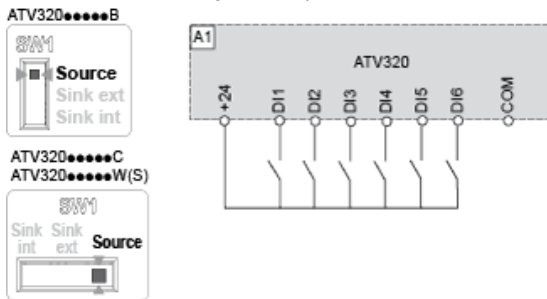 ATV320●●●●●B
SW1
Source
Sink ext
Sink int
ATV320●●●●●C
ATV320●●●●●W(S)
SW1
Sink int
Sink ext
Source
A1
ATV320
+24
DI1
DI2
DI3
DI4
DI5
DI6
COM